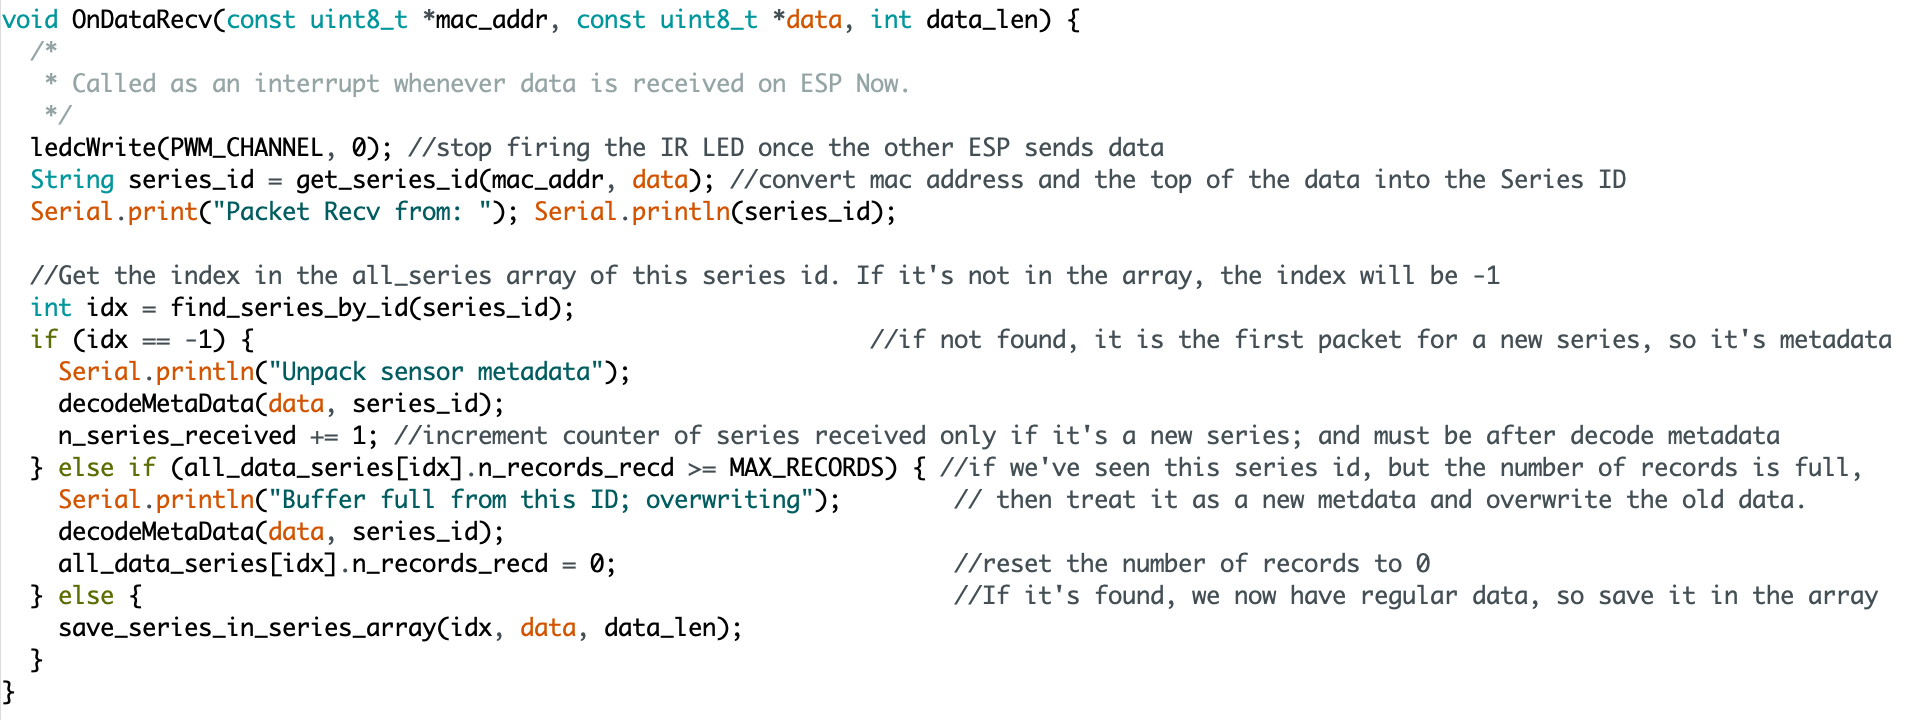 void OnDataRecv(const uint8_t *mac_addr, const uint8_t *data, int data_len) {
  /*
   * Called as an interrupt whenever data is received on ESP Now.
   */
  ledcWrite(PWM_CHANNEL, 0); //stop firing the IR LED once the other ESP sends data
  String series_id = get_series_id(mac_addr, data); //convert mac address and the top of the data into the Series ID
  Serial.print("Packet Recv from: "); Serial.println(series_id);

  //Get the index in the all_series array of this series id. If it's not in the array, the index will be -1
  int idx = find_series_by_id(series_id);
  if (idx == -1) {                                            //if not found, it is the first packet for a new series, so it's metadata
    Serial.println("Unpack sensor metadata");
    decodeMetaData(data, series_id);
    n_series_received += 1; //increment counter of series received only if it's a new series; and must be after decode metadata
  } else if (all_data_series[idx].n_records_recd >= MAX_RECORDS) { //if we've seen this series id, but the number of records is full,
    Serial.println("Buffer full from this ID; overwriting");        // then treat it as a new metdata and overwrite the old data.
    decodeMetaData(data, series_id);
    all_data_series[idx].n_records_recd = 0;                        //reset the number of records to 0
  } else {                                                          //If it's found, we now have regular data, so save it in the array
    save_series_in_series_array(idx, data, data_len);
  }
}